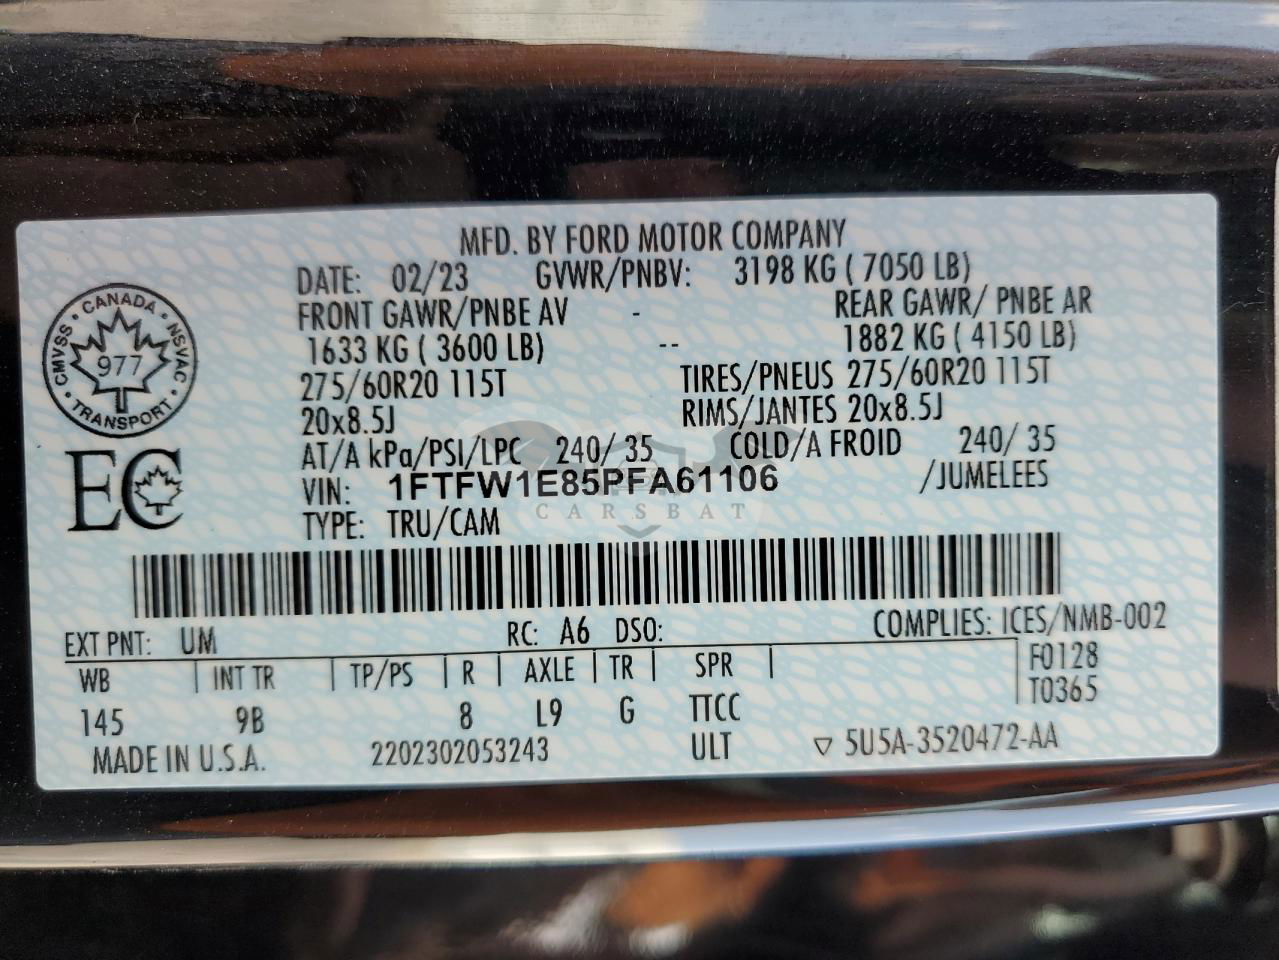 MFD. BY FORD MOTOR COMPANY
DATE: 02/23 GVWR/PNBV: 3198 KG ( 7050 LB)
FRONT GAWR/PNBE AV - REAR GAWR/ PNBE AR
1633 KG ( 3600 LB) -- 1882 KG ( 4150 LB)
275/60R20 115T TIRES/PNEUS 275/60R20 115T
20x8.5J RIMS/JANTES 20x8.5J
AT/A kPa/PSI/LPC 240/ 35 COLD/A FROID 240/ 35
VIN: 1FTFW1E85PFA61106 /JUMELEES
TYPE: TRU/CAM
CARSBAT
CANADA
CMVSS • NSVAC
977
TRANSPORT
EC
EXT PNT: UM RC: A6 DSO: COMPLIES: ICES/NMB-002
WB | INT TR | TP/PS | R | AXLE | TR | SPR | F0128
T0365
145 9B 8 L9 G TTCC
MADE IN U.S.A. 2202302053243 ULT ▽ 5U5A-3520472-AA